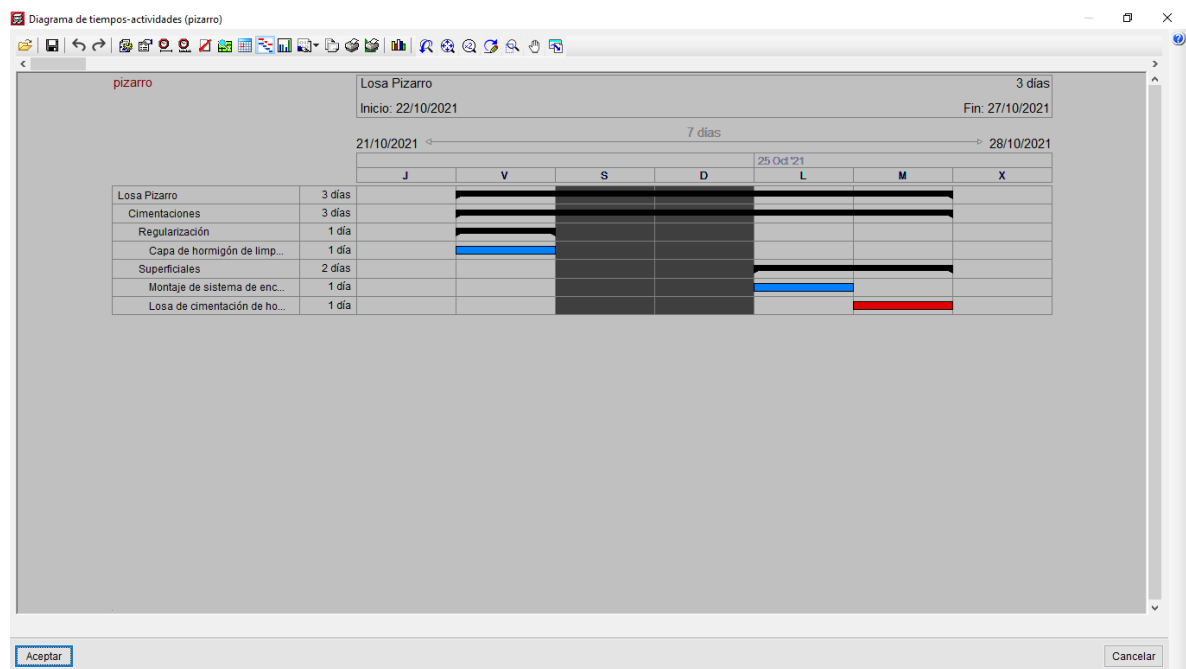 Diagrama de tiempos-actividades (pizarro)
pizarro
Losa Pizarro 3 días
Inicio: 22/10/2021 Fin: 27/10/2021
7 días
21/10/2021 28/10/2021
25 Oct '21
J V S D L M X
Losa Pizarro 3 días
Cimentaciones 3 días
Regularización 1 día
Capa de hormigón de limp... 1 día
Superficiales 2 días
Montaje de sistema de enc... 1 día
Losa de cimentación de ho... 1 día
Aceptar Cancelar